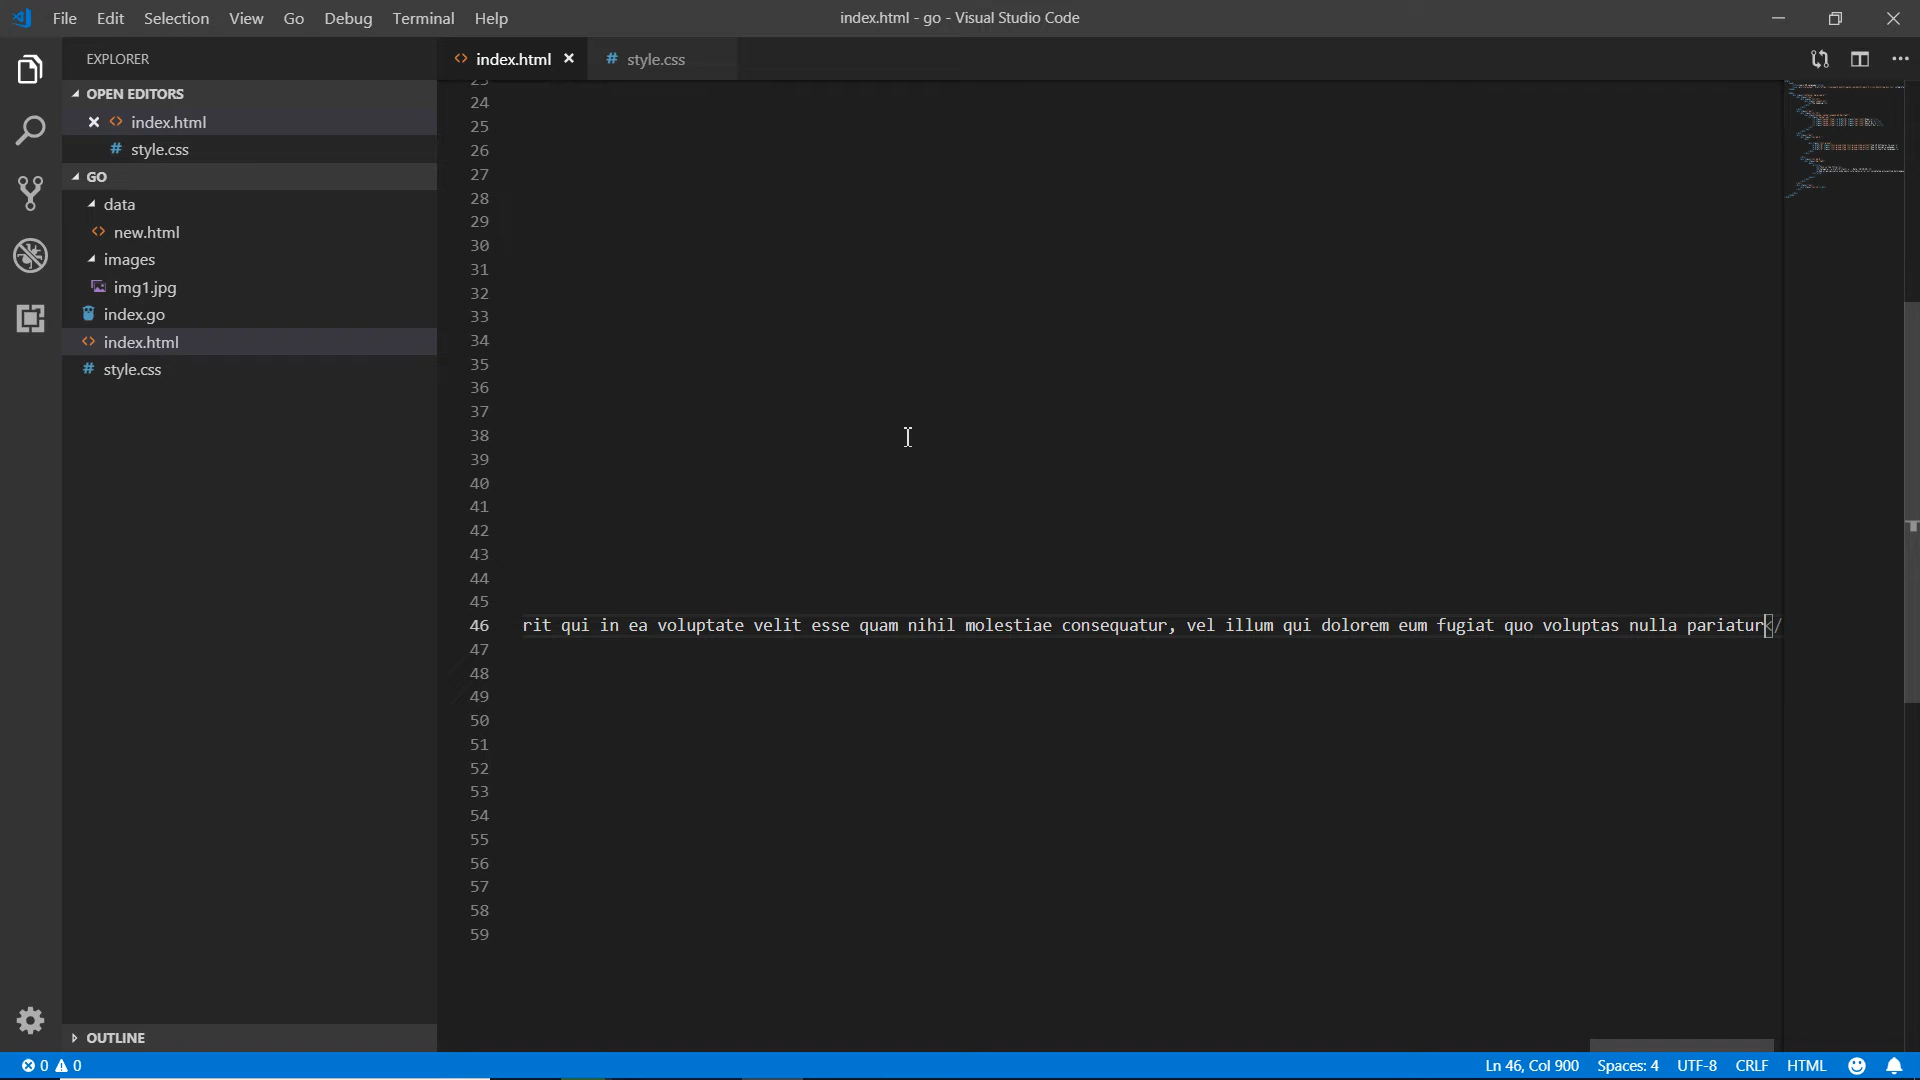 File Edit Selection View Go Debug Terminal Help
index.html - go - Visual Studio Code
EXPLORER
OPEN EDITORS
index.html
style.css
GO
data
new.html
images
img1.jpg
index.go
index.html
style.css
OUTLINE
index.html
style.css
23
24
25
26
27
28
29
30
31
32
33
34
35
36
37
38
39
40
41
42
43
44
45
46 rit qui in ea voluptate velit esse quam nihil molestiae consequatur, vel illum qui dolorem eum fugiat quo voluptas nulla pariatur</
47
48
49
50
51
52
53
54
55
56
57
58
59
0 0
Ln 46, Col 900 Spaces: 4 UTF-8 CRLF HTML